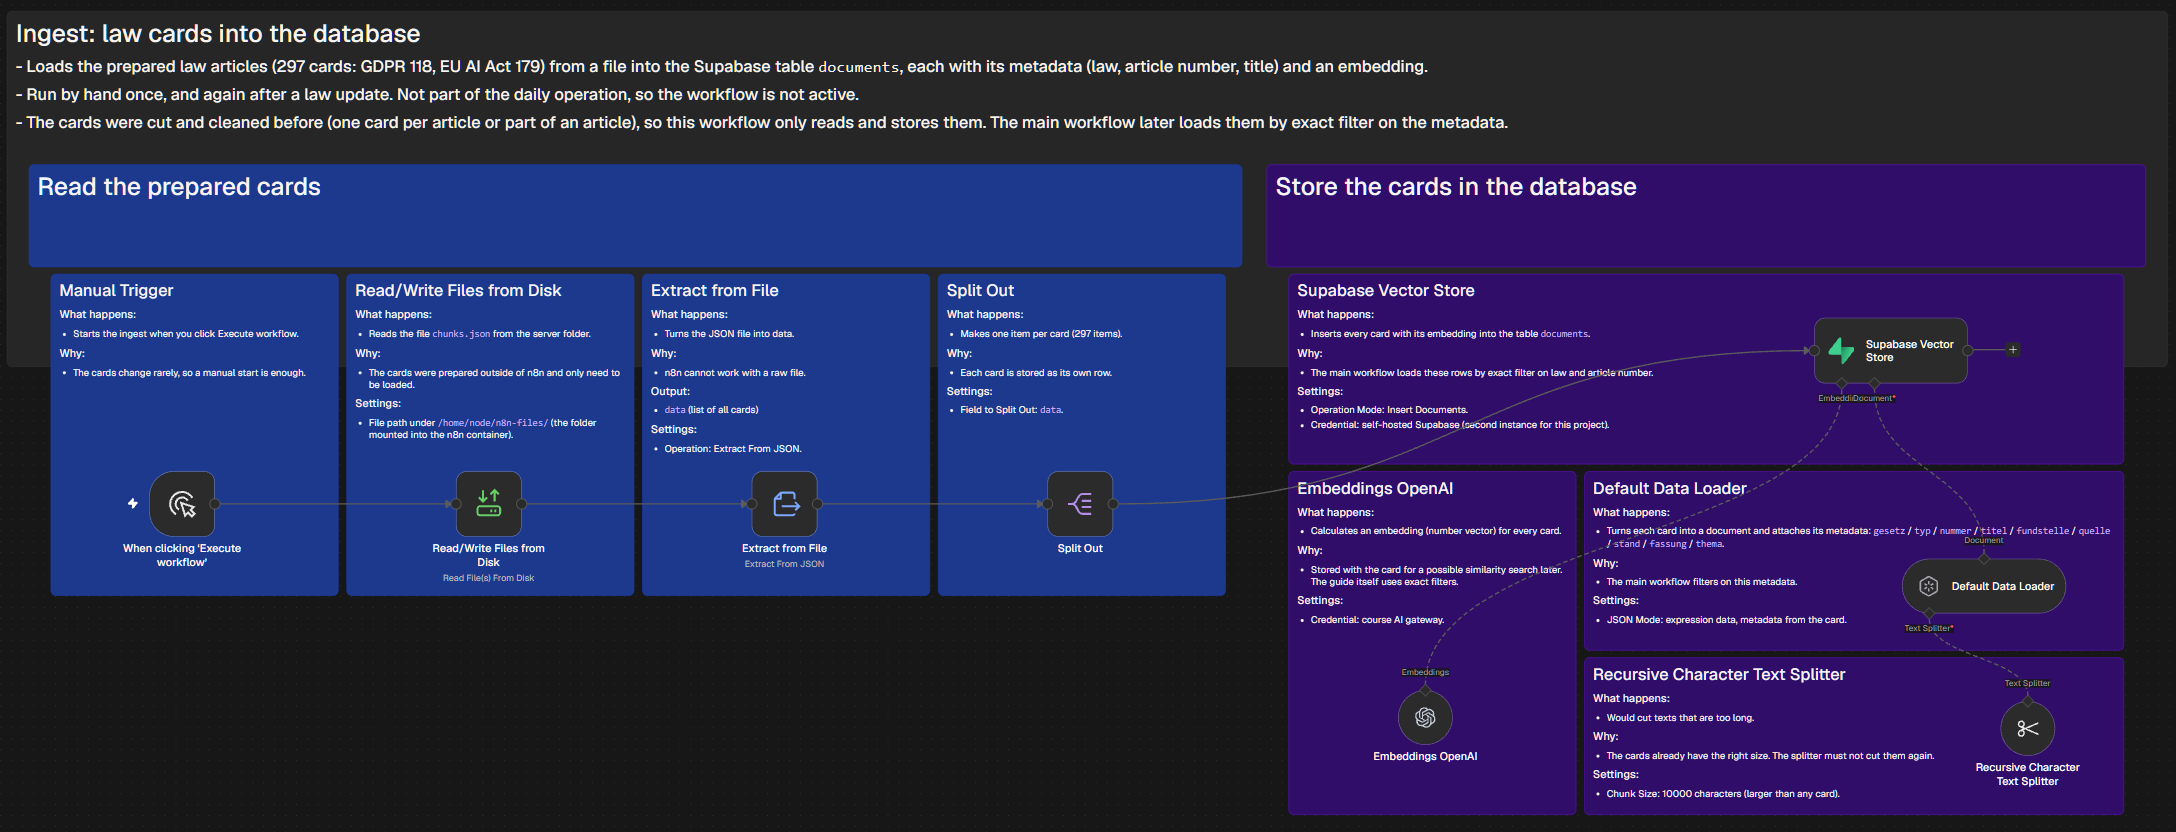 Ingest: law cards into the database
- Loads the prepared law articles (297 cards: GDPR 118, EU AI Act 179) from a file into the Supabase table documents, each with its metadata (law, article number, title) and an embedding.
- Run by hand once, and again after a law update. Not part of the daily operation, so the workflow is not active.
- The cards were cut and cleaned before (one card per article or part of an article), so this workflow only reads and stores them. The main workflow later loads them by exact filter on the metadata.
Read the prepared cards
Manual Trigger
What happens:
• Starts the ingest when you click Execute workflow.
Why:
• The cards change rarely, so a manual start is enough.
When clicking 'Execute
workflow'
Read/Write Files from Disk
What happens:
• Reads the file chunks.json from the server folder.
Why:
• The cards were prepared outside of n8n and only need to
be loaded.
Settings:
• File path under /home/node/n8n-files/ (the folder
mounted into the n8n container).
Read/Write Files from
Disk
Read File(s) From Disk
Extract from File
What happens:
• Turns the JSON file into data.
Why:
• n8n cannot work with a raw file.
Output:
• data (list of all cards)
Settings:
• Operation: Extract From JSON.
Extract from File
Extract From JSON
Split Out
What happens:
• Makes one item per card (297 items).
Why:
• Each card is stored as its own row.
Settings:
• Field to Split Out: data.
Split Out
Store the cards in the database
Supabase Vector Store
What happens:
• Inserts every card with its embedding into the table documents.
Why:
• The main workflow loads these rows by exact filter on law and article number.
Settings:
• Operation Mode: Insert Documents.
• Credential: self-hosted Supabase (second instance for this project).
Supabase Vector
Store
Document*
Embeddings OpenAI
What happens:
• Calculates an embedding (number vector) for every card.
Why:
• Stored with the card for a possible similarity search later.
The guide itself uses exact filters.
Settings:
• Credential: course AI gateway.
Embeddings
Embeddings OpenAI
Default Data Loader
What happens:
• Turns each card into a document and attaches its metadata: gesetz / typ / nummer / titel / fundstelle / quelle
/ stand / fassung / thema.
Why:
• The main workflow filters on this metadata.
Settings:
• JSON Mode: expression data, metadata from the card.
Document
Default Data Loader
Text Splitter*
Recursive Character Text Splitter
What happens:
• Would cut texts that are too long.
Why:
• The cards already have the right size. The splitter must not cut them again.
Settings:
• Chunk Size: 10000 characters (larger than any card).
Text Splitter
Recursive Character
Text Splitter